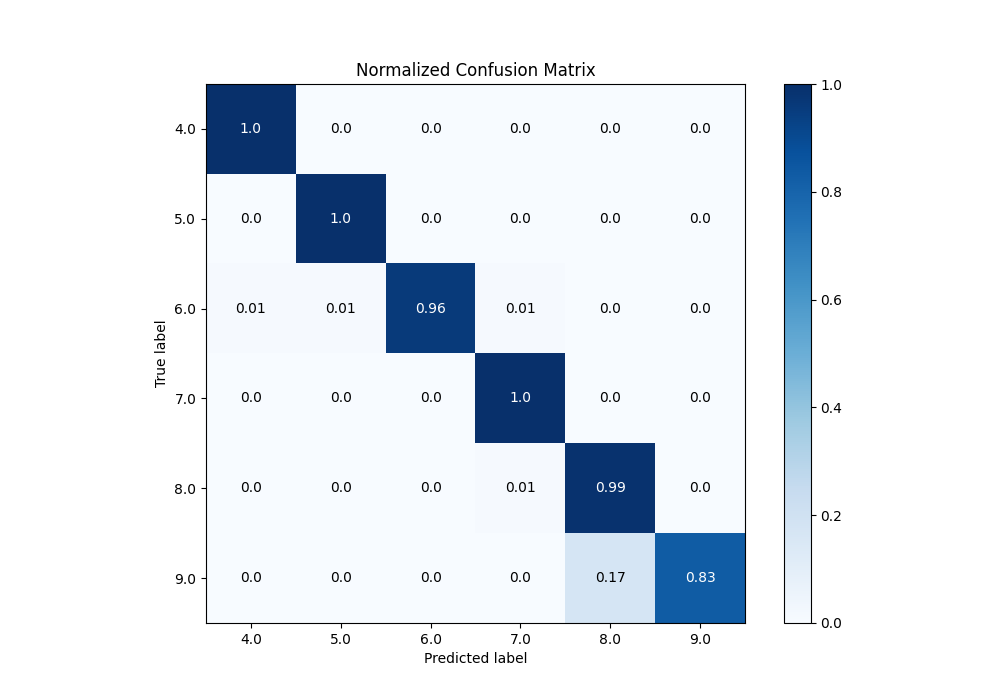 Normalized Confusion Matrix
True label
4.0 1.0 0.0 0.0 0.0 0.0 0.0
5.0 0.0 1.0 0.0 0.0 0.0 0.0
6.0 0.01 0.01 0.96 0.01 0.0 0.0
7.0 0.0 0.0 0.0 1.0 0.0 0.0
8.0 0.0 0.0 0.0 0.01 0.99 0.0
9.0 0.0 0.0 0.0 0.0 0.17 0.83
4.0 5.0 6.0 7.0 8.0 9.0
Predicted label
1.0
0.8
0.6
0.4
0.2
0.0